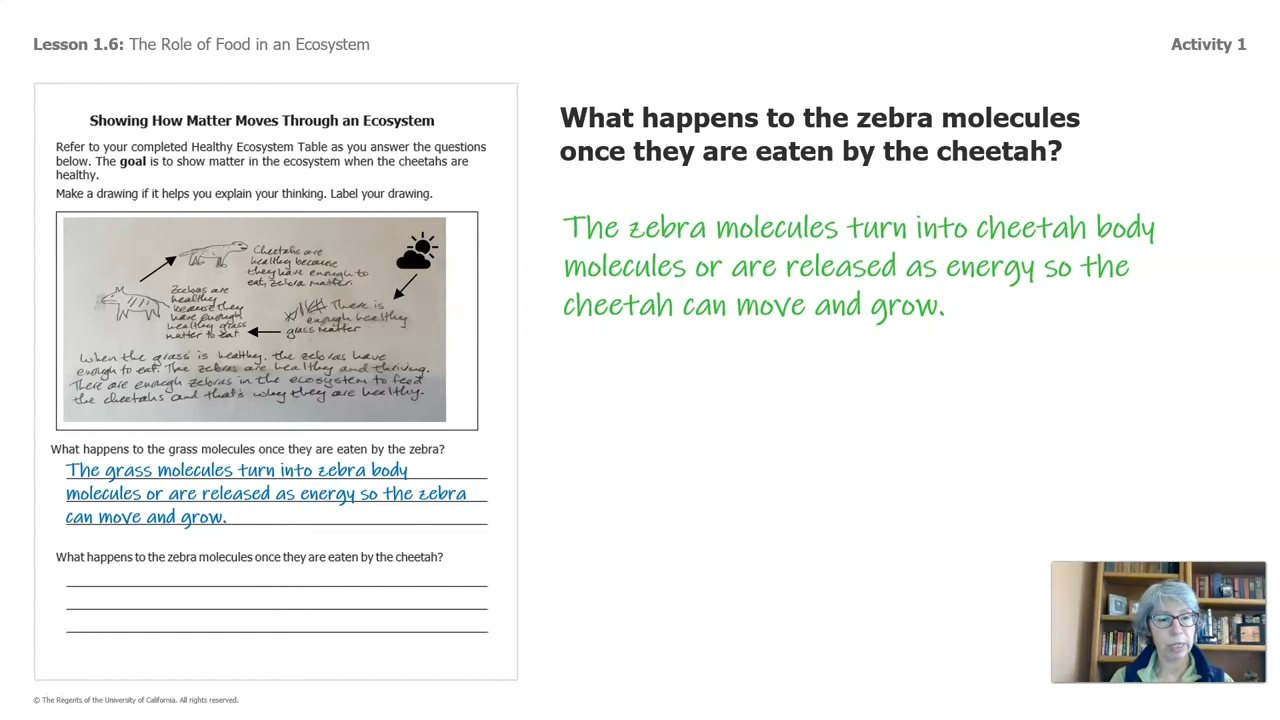 Lesson 1.6: The Role of Food in an Ecosystem
Activity 1
Showing How Matter Moves Through an Ecosystem
Refer to your completed Healthy Ecosystem Table as you answer the questions
below. The goal is to show matter in the ecosystem when the cheetahs are
healthy.
Make a drawing if it helps you explain your thinking. Label your drawing.
Cheetahs are
healthy because
they have enough to
eat, zebra matter.
Zebras are
healthy
because they
have enough
healthy grass
matter to eat.
There is
enough healthy
grass matter
When the grass is healthy. the zebras have
enough to eat. The zebras are healthy and thriving.
There are enough zebras in the ecosystem to feed
the cheetahs and that's why they are healthy.
What happens to the grass molecules once they are eaten by the zebra?
The grass molecules turn into zebra body
molecules or are released as energy so the zebra
can move and grow.
What happens to the zebra molecules once they are eaten by the cheetah?
What happens to the zebra molecules
once they are eaten by the cheetah?
The zebra molecules turn into cheetah body
molecules or are released as energy so the
cheetah can move and grow.
© The Regents of the University of California. All rights reserved.